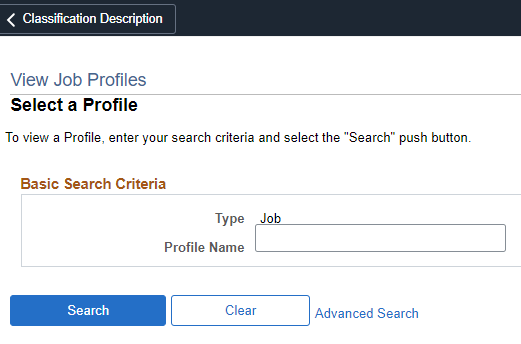 Classification Description
View Job Profiles
Select a Profile
To view a Profile, enter your search criteria and select the "Search" push button.
Basic Search Criteria
Type Job
Profile Name
Search Clear Advanced Search